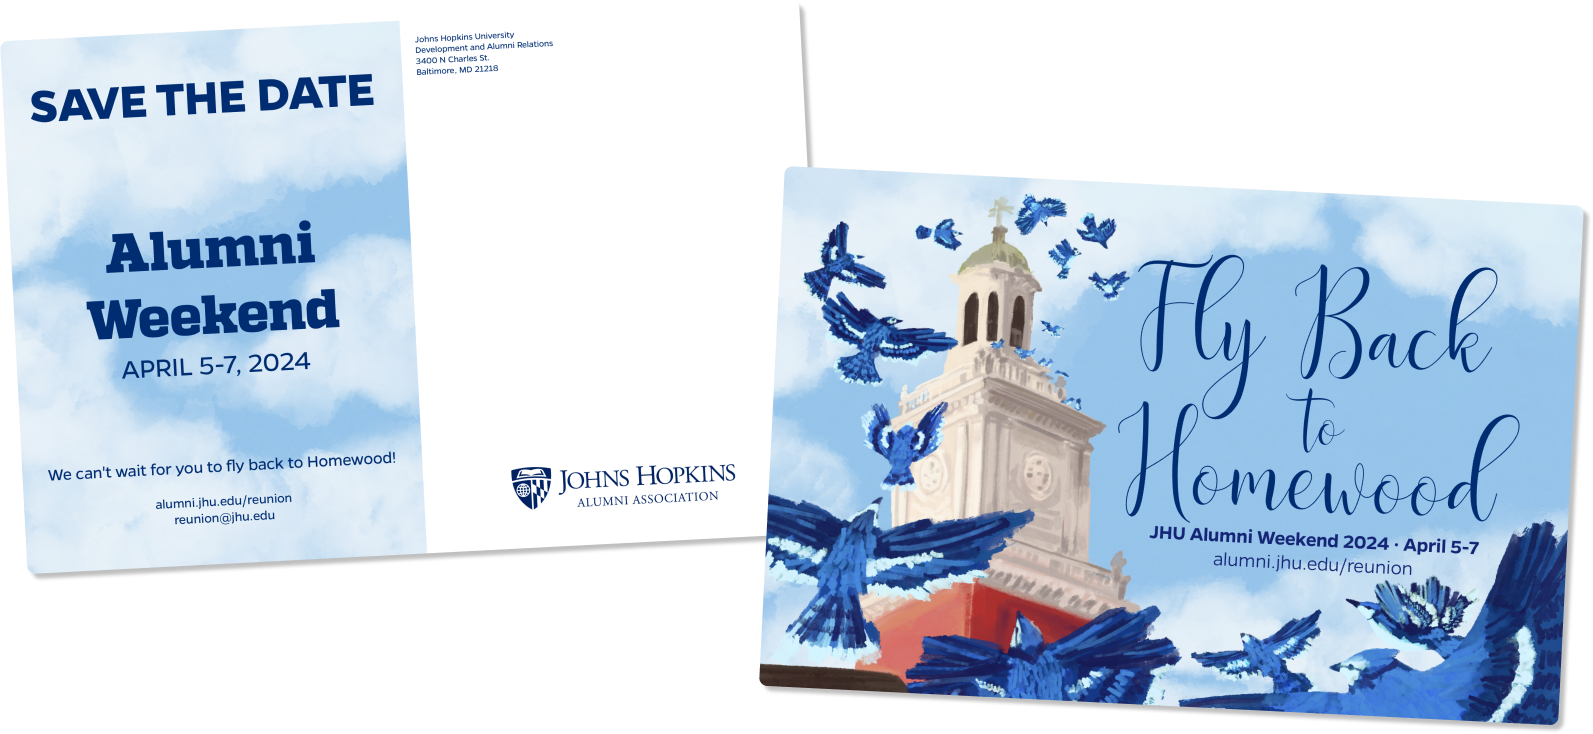 SAVE THE DATE
Alumni
Weekend
APRIL 5-7, 2024
We can't wait for you to fly back to Homewood!
alumni.jhu.edu/reunion
reunion@jhu.edu
Johns Hopkins University
Development and Alumni Relations
3400 N Charles St.
Baltimore, MD 21218
JOHNS HOPKINS
ALUMNI ASSOCIATION
Fly Back
to
Homewood
JHU Alumni Weekend 2024 · April 5-7
alumni.jhu.edu/reunion